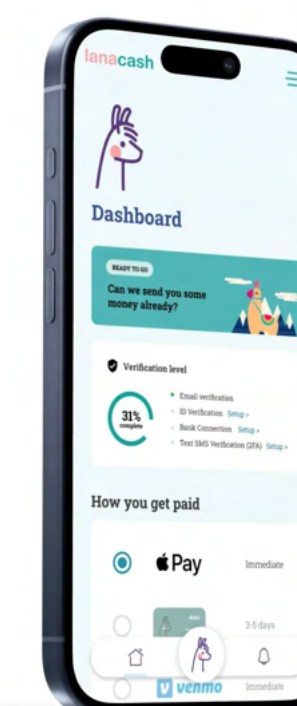 lanacash
Dashboard
READY TO GO
Can we send you some
money already?
Verification level
31%
complete
Email verification
ID Verification Setup >
Bank Connection Setup >
Text SMS Verification (2FA) Setup >
How you get paid
Pay Immediate
3-5 days
venmo Immediate